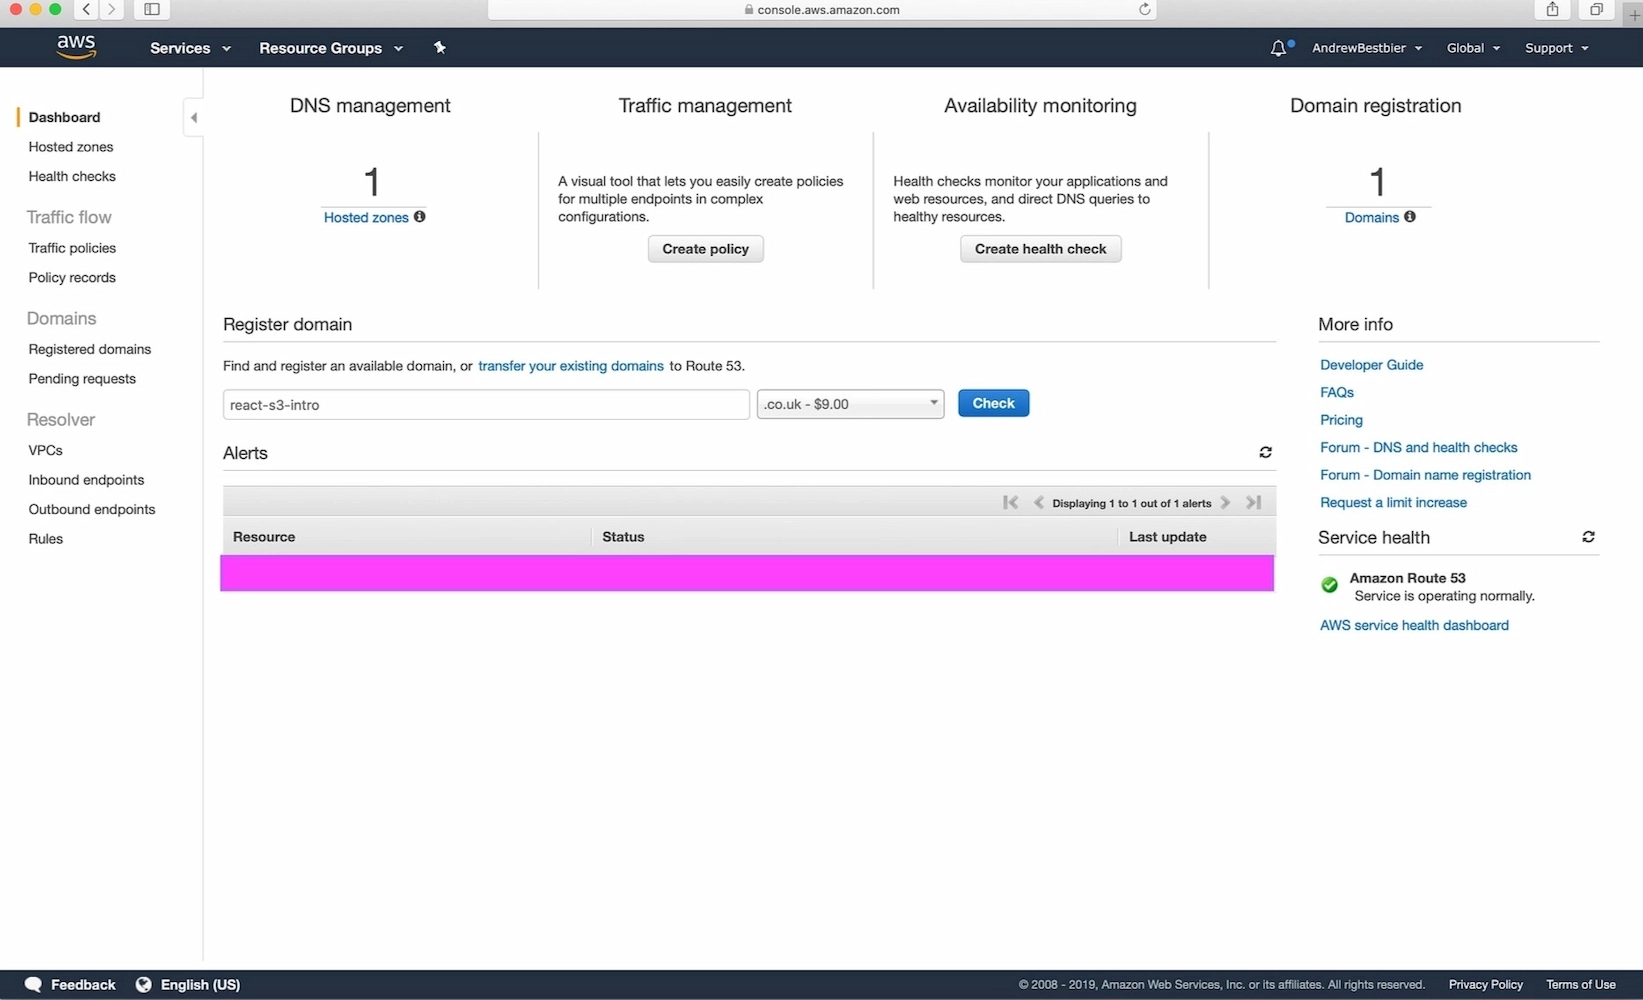 console.aws.amazon.com
aws Services Resource Groups AndrewBestbier Global Support
Dashboard
Hosted zones
Health checks
Traffic flow
Traffic policies
Policy records
Domains
Registered domains
Pending requests
Resolver
VPCs
Inbound endpoints
Outbound endpoints
Rules
DNS management
1
Hosted zones
Traffic management
A visual tool that lets you easily create policies
for multiple endpoints in complex
configurations.
Create policy
Availability monitoring
Health checks monitor your applications and
web resources, and direct DNS queries to
healthy resources.
Create health check
Domain registration
1
Domains
Register domain
Find and register an available domain, or transfer your existing domains to Route 53.
react-s3-intro .co.uk - $9.00 Check
Alerts
Displaying 1 to 1 out of 1 alerts
Resource Status Last update
More info
Developer Guide
FAQs
Pricing
Forum - DNS and health checks
Forum - Domain name registration
Request a limit increase
Service health
Amazon Route 53
Service is operating normally.
AWS service health dashboard
Feedback English (US) © 2008 - 2019, Amazon Web Services, Inc. or its affiliates. All rights reserved. Privacy Policy Terms of Use